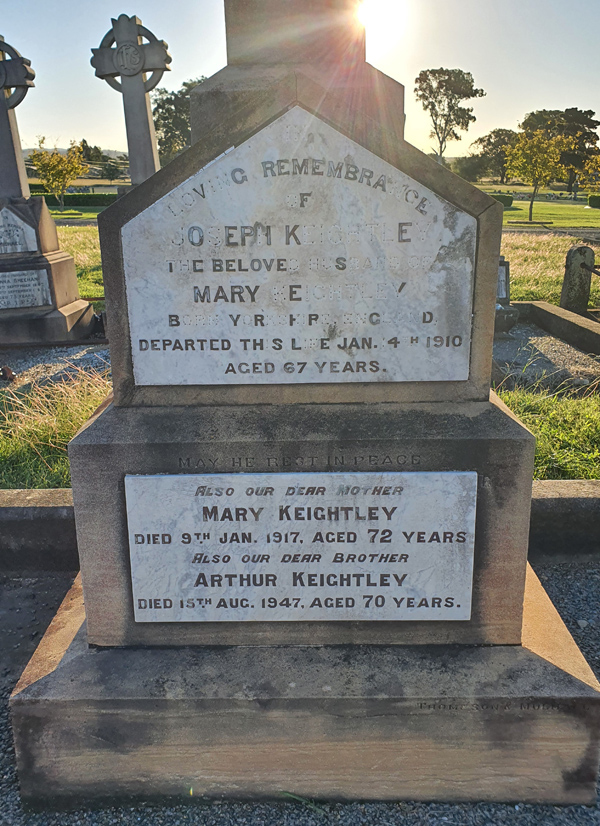 LOVING REMEMBRANCE
OF
JOSEPH KEIGHTLEY
THE BELOVED HUSBAND OF
MARY KEIGHTLEY
BORN YORKSHIRE, ENGLAND.
DEPARTED THIS LIFE JAN. 4TH 1910
AGED 67 YEARS.
MAY HE REST IN PEACE
ALSO OUR DEAR MOTHER
MARY KEIGHTLEY
DIED 9TH JAN. 1917, AGED 72 YEARS
ALSO OUR DEAR BROTHER
ARTHUR KEIGHTLEY
DIED 15TH AUG. 1947, AGED 70 YEARS.